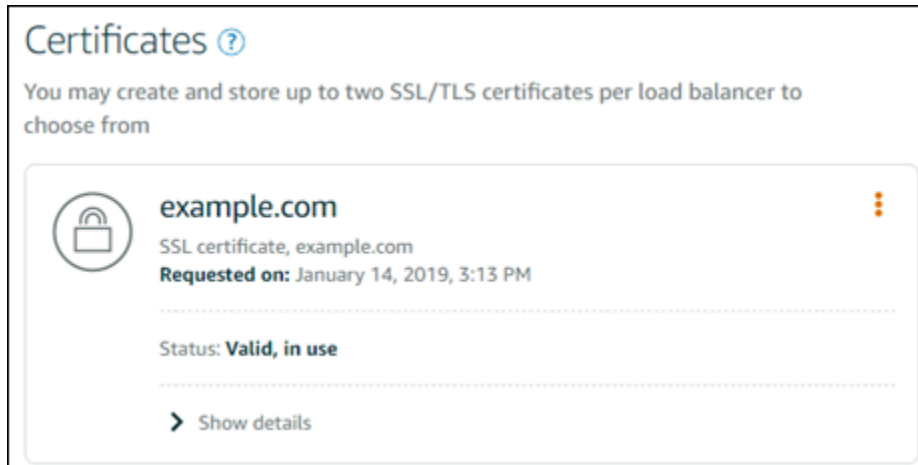 Certificates ?
You may create and store up to two SSL/TLS certificates per load balancer to
choose from
example.com
SSL certificate, example.com
Requested on: January 14, 2019, 3:13 PM
Status: Valid, in use
Show details